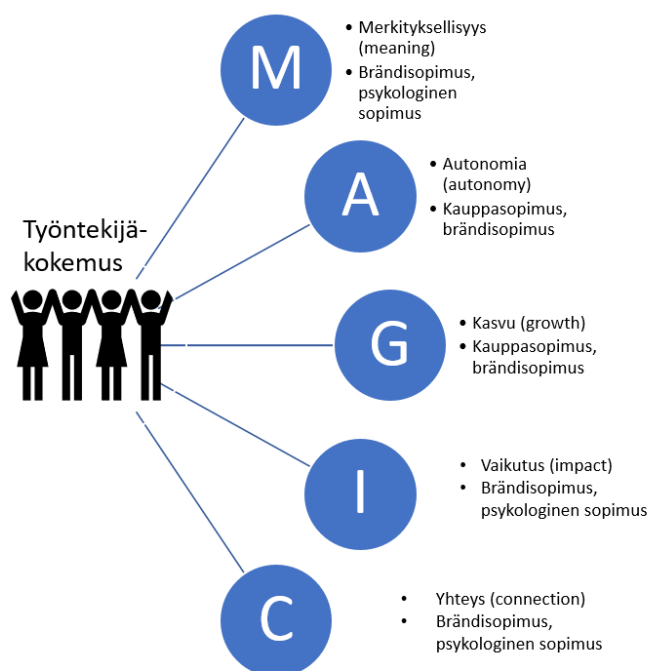 M
• Merkityksellisyys
(meaning)
• Brändisopimus,
psykologinen
sopimus
A
• Autonomia
(autonomy)
• Kauppasopimus,
brändisopimus
Työntekijä-
kokemus
G
• Kasvu (growth)
• Kauppasopimus,
brändisopimus
I
• Vaikutus (impact)
• Brändisopimus,
psykologinen sopimus
C
• Yhteys (connection)
• Brändisopimus,
psykologinen sopimus